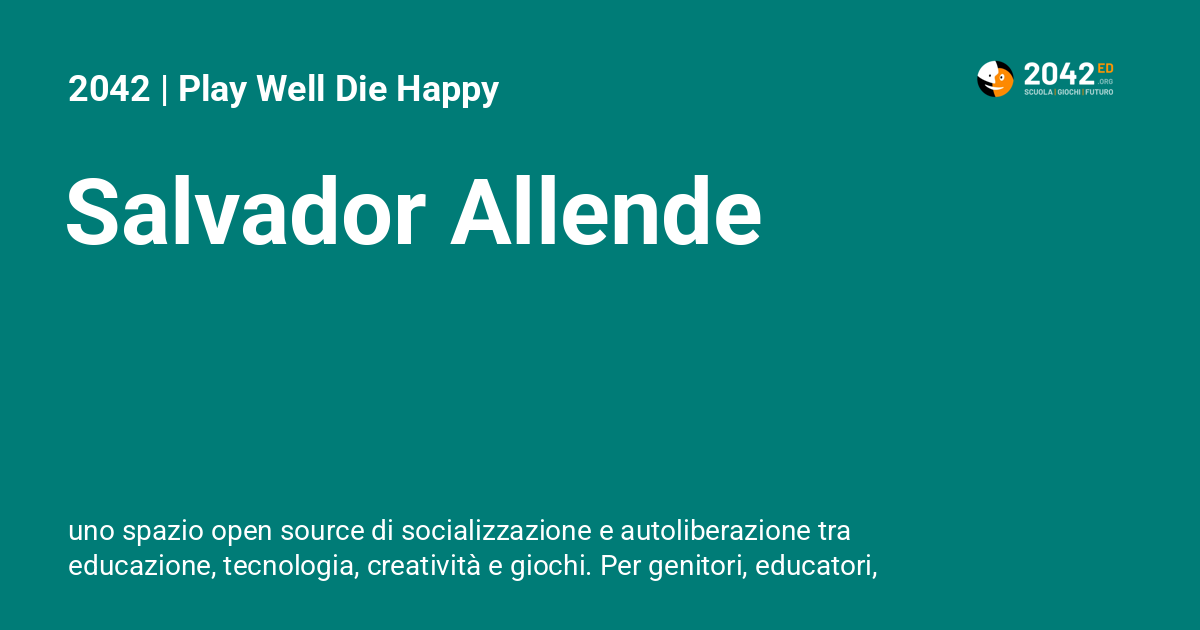 2042 | Play Well Die Happy
2042 ED
.ORG
SCUOLA | GIOCHI | FUTURO
Salvador Allende
uno spazio open source di socializzazione e autoliberazione tra
educazione, tecnologia, creatività e giochi. Per genitori, educatori,